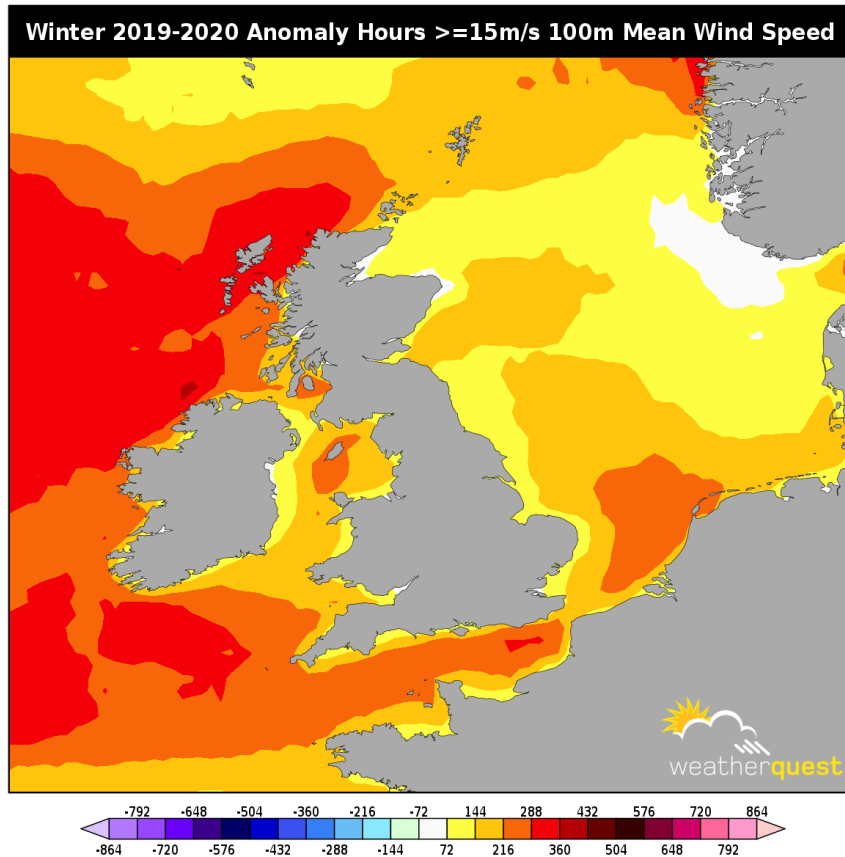 Winter 2019-2020 Anomaly Hours >=15m/s 100m Mean Wind Speed
weatherquest
-792 -648 -504 -360 -216 -72 144 288 432 576 720 864
-864 -720 -576 -432 -288 -144 72 216 360 504 648 792